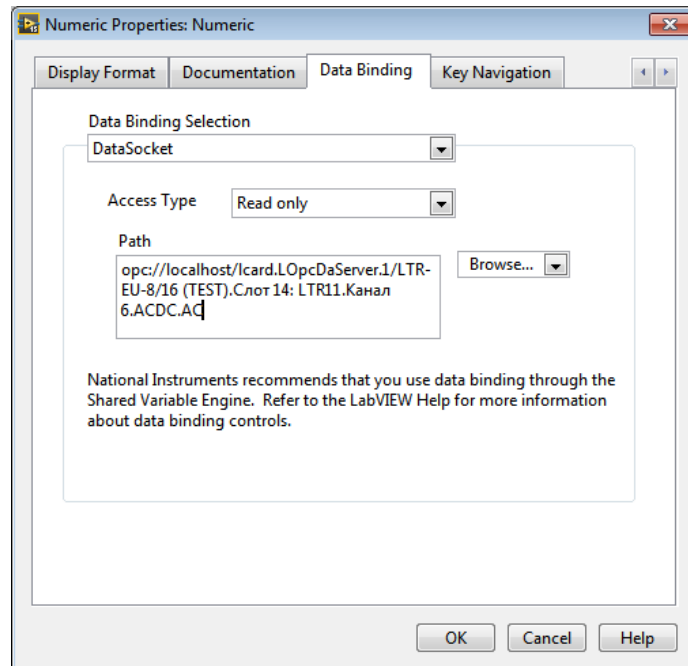 Numeric Properties: Numeric
Display Format Documentation Data Binding Key Navigation
Data Binding Selection
DataSocket
Access Type Read only
Path
opc://localhost/lcard.LOpcDaServer.1/LTR-
EU-8/16 (TEST).Слот 14: LTR11.Канал
6.ACDC.AC
Browse...
National Instruments recommends that you use data binding through the
Shared Variable Engine. Refer to the LabVIEW Help for more information
about data binding controls.
OK Cancel Help